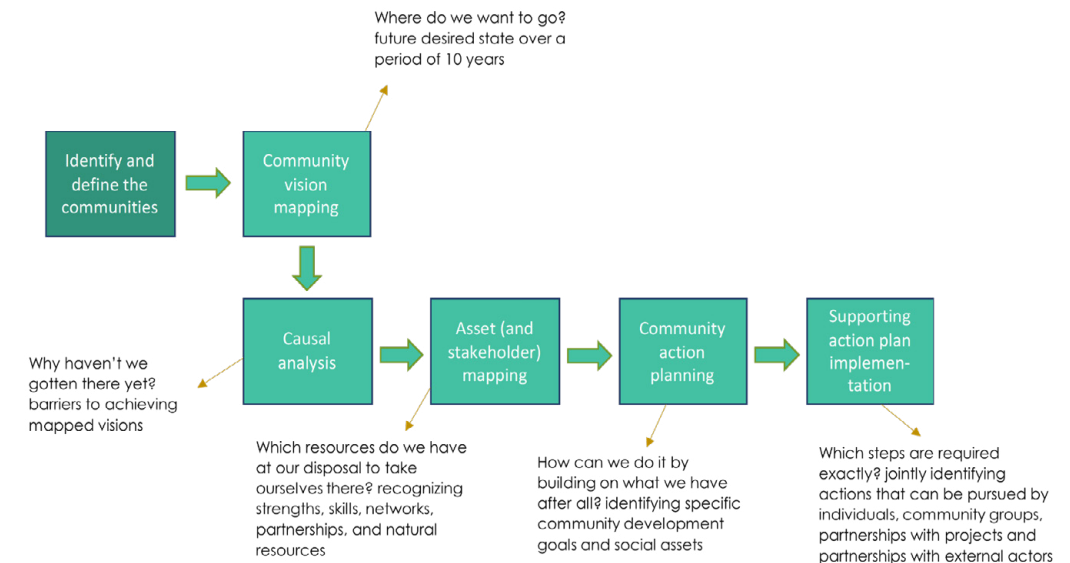 Where do we want to go?
future desired state over a
period of 10 years
Identify and
define the
communities
Community
vision
mapping
Causal
analysis
Asset (and
stakeholder)
mapping
Community
action
planning
Supporting
action plan
implemen-
tation
Why haven’t we
gotten there yet?
barriers to achieving
mapped visions
Which resources do we have
at our disposal to take
ourselves there? recognizing
strengths, skills, networks,
partnerships, and natural
resources
How can we do it by
building on what we have
after all? identifying specific
community development
goals and social assets
Which steps are required
exactly? jointly identifying
actions that can be pursued by
individuals, community groups,
partnerships with projects and
partnerships with external actors